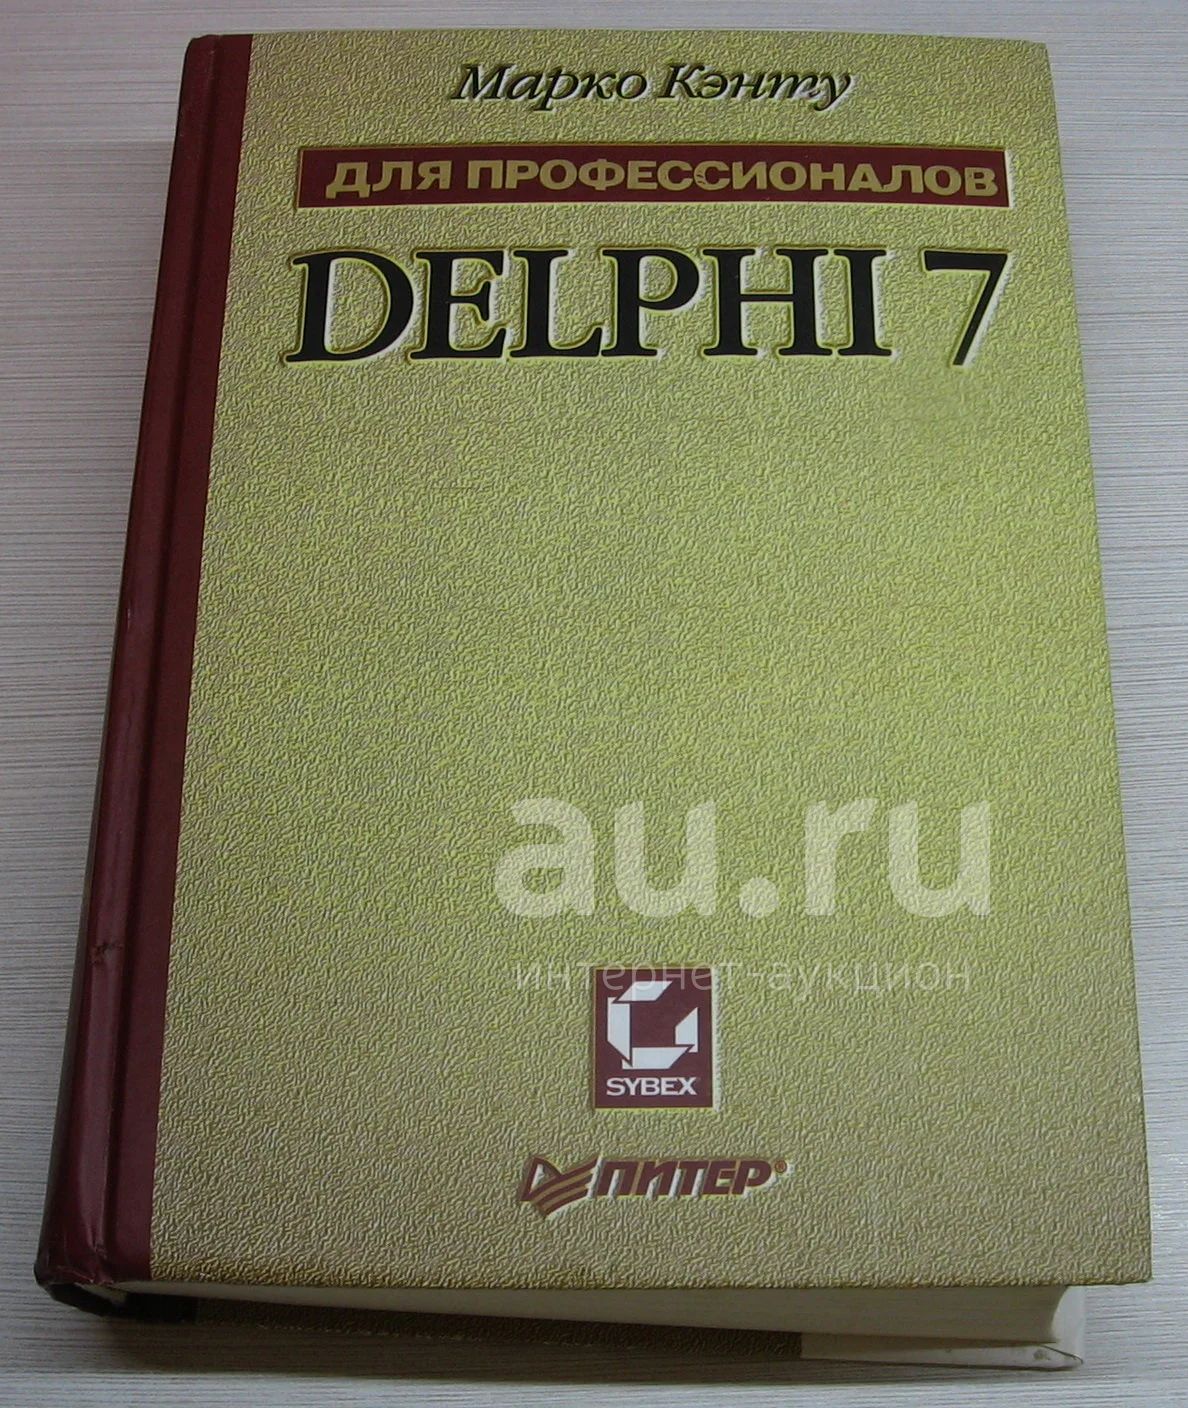 Марко Кэнту
ДЛЯ ПРОФЕССИОНАЛОВ
DELPHI 7
au.ru
интернет-аукцион
SYBEX
ПИТЕР®